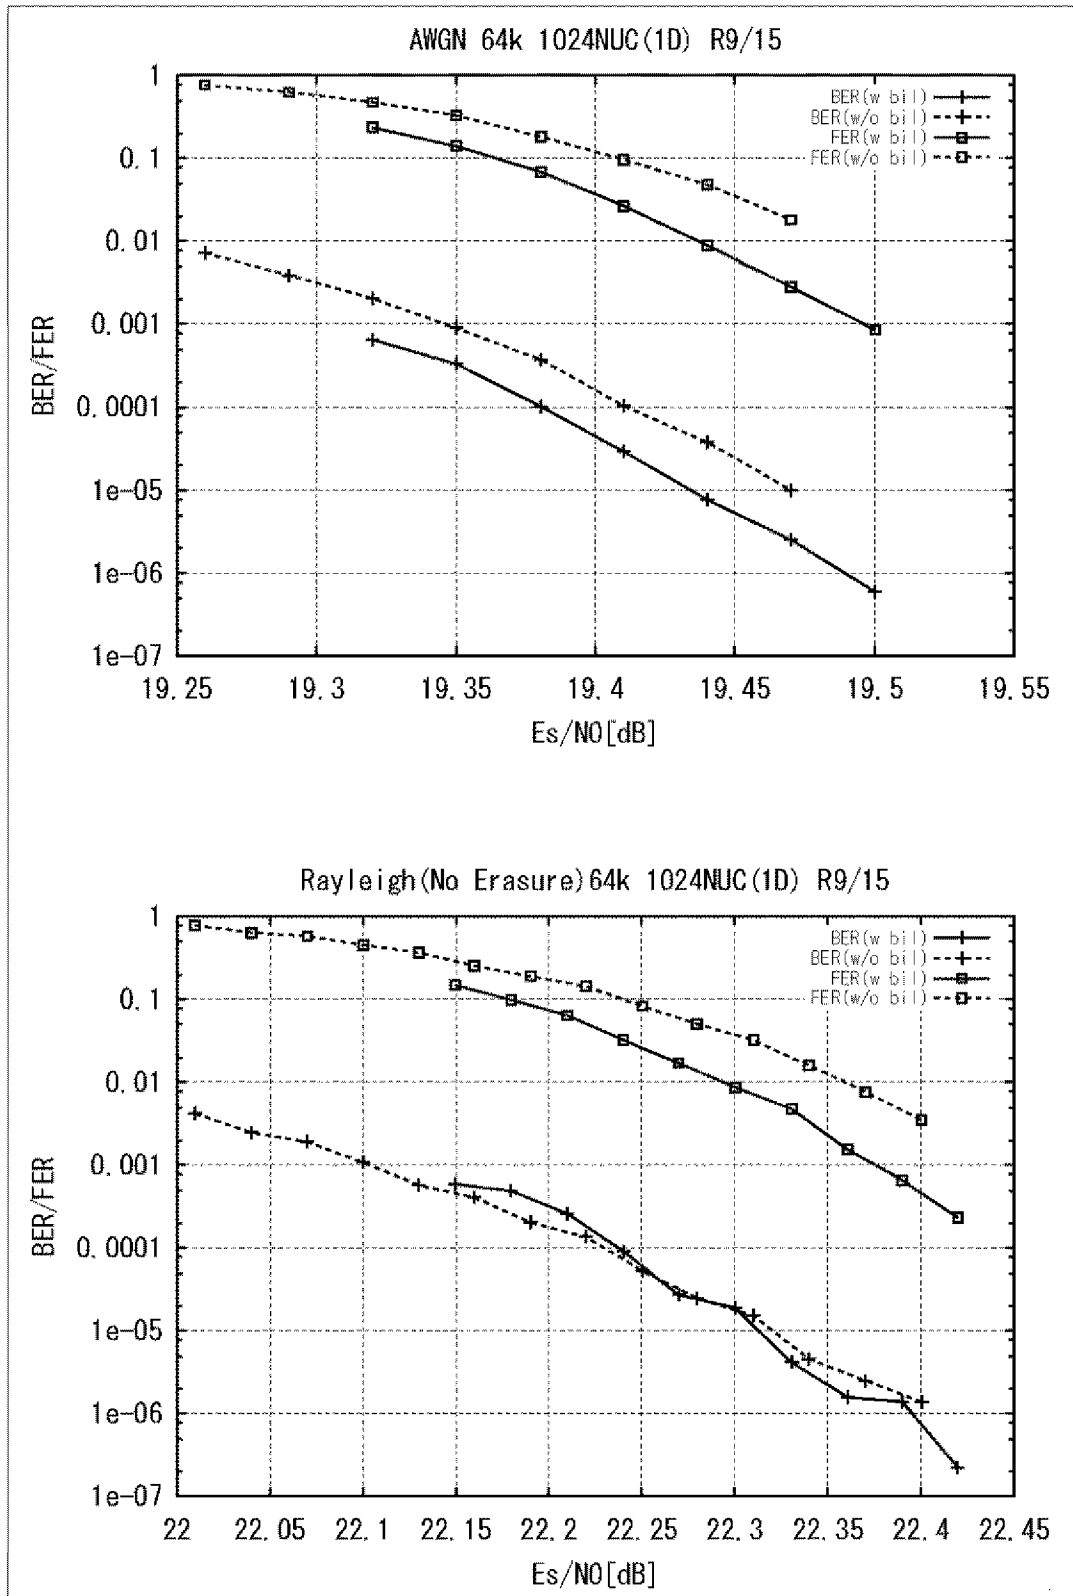 AWGN 64k 1024NUC(1D) R9/15
BER(w bil)
BER(w/o bil)
FER(w bil)
FER(w/o bil)
1
0.1
0.01
0.001
0.0001
1e-05
1e-06
1e-07
BER/FER
19.25 19.3 19.35 19.4 19.45 19.5 19.55
Es/N0[dB]
Rayleigh(No Erasure)64k 1024NUC(1D) R9/15
BER(w bil)
BER(w/o bil)
FER(w bil)
FER(w/o bil)
1
0.1
0.01
0.001
0.0001
1e-05
1e-06
1e-07
BER/FER
22 22.05 22.1 22.15 22.2 22.25 22.3 22.35 22.4 22.45
Es/N0[dB]